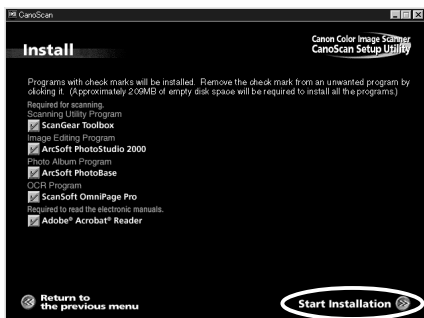 CanoScan
Install
Canon Color Image Scanner
CanoScan Setup Utility
Programs with check marks will be installed. Remove the check mark from an unwanted program by
clicking it. (Approximately 209MB of empty disk space will be required to install all the programs.)
Required for scanning.
Scanning Utility Program
ScanGear Toolbox
Image Editing Program
ArcSoft PhotoStudio 2000
Photo Album Program
ArcSoft PhotoBase
OCR Program
ScanSoft OmniPage Pro
Required to read the electronic manuals.
Adobe® Acrobat® Reader
Return to
the previous menu
Start Installation